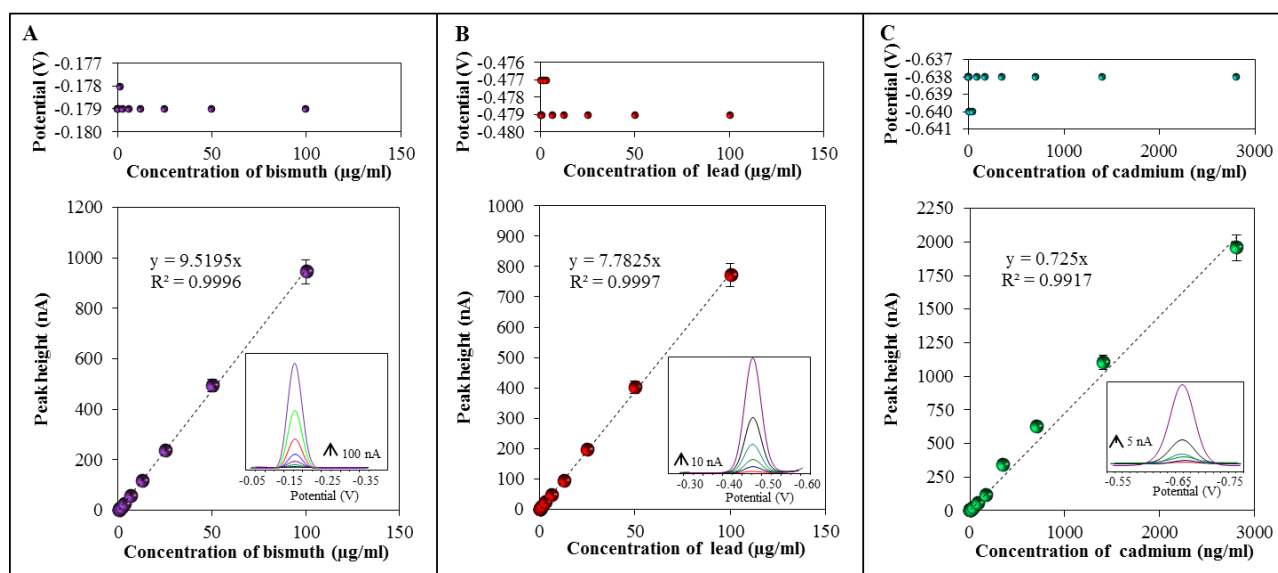 A
Potential (V)
-0.177
-0.178
-0.179
-0.180
0 50 100 150
Concentration of bismuth (µg/ml)
Peak height (nA)
1200
1000
800
600
400
200
0
y = 9.5195x
R² = 0.9996
100 nA
-0.05 -0.15 -0.25 -0.35
Potential (V)
0 50 100 150
Concentration of bismuth (µg/ml)
B
Potential (V)
-0.476
-0.477
-0.478
-0.479
-0.480
0 50 100 150
Concentration of lead (µg/ml)
Peak height (nA)
1000
900
800
700
600
500
400
300
200
100
0
y = 7.7825x
R² = 0.9997
10 nA
-0.30 -0.40 -0.50 -0.60
Potential (V)
0 50 100 150
Concentration of lead (µg/ml)
C
Potential (V)
-0.637
-0.638
-0.639
-0.640
-0.641
0 1000 2000 3000
Concentration of cadmium (ng/ml)
Peak height (nA)
2250
2000
1750
1500
1250
1000
750
500
250
0
y = 0.725x
R² = 0.9917
5 nA
-0.55 -0.65 -0.75
Potential (V)
0 1000 2000 3000
Concentration of cadmium (ng/ml)